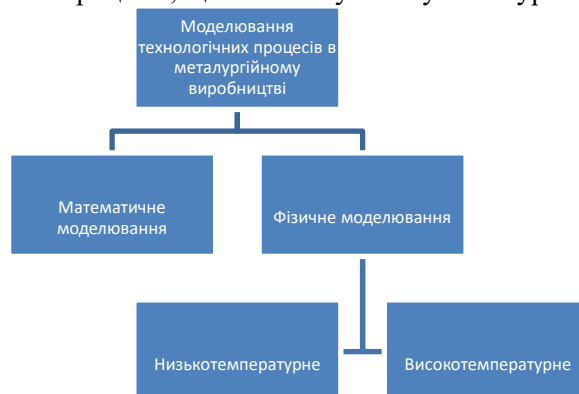 Моделювання
технологічних процесів в
металургійному
виробництві
Математичне
моделювання
Фізичне моделювання
Низькотемпературне
Високотемпературне